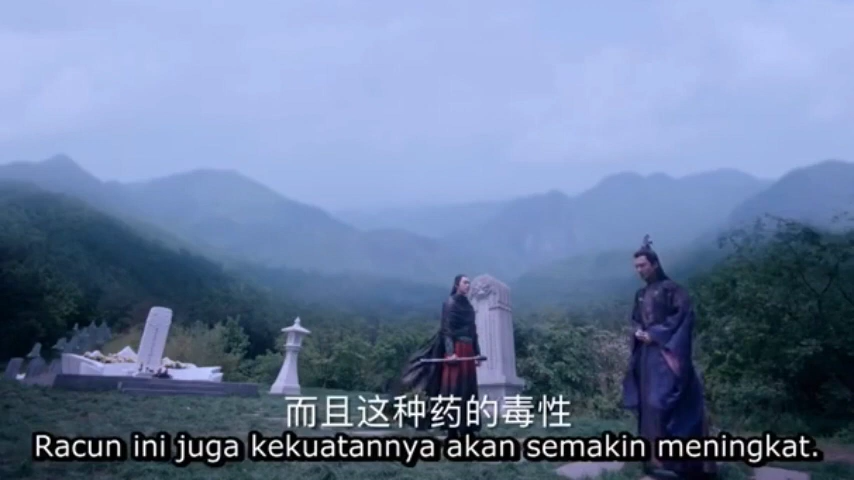 而且这种药的毒性
Racun ini juga kekuatannya akan semakin meningkat.